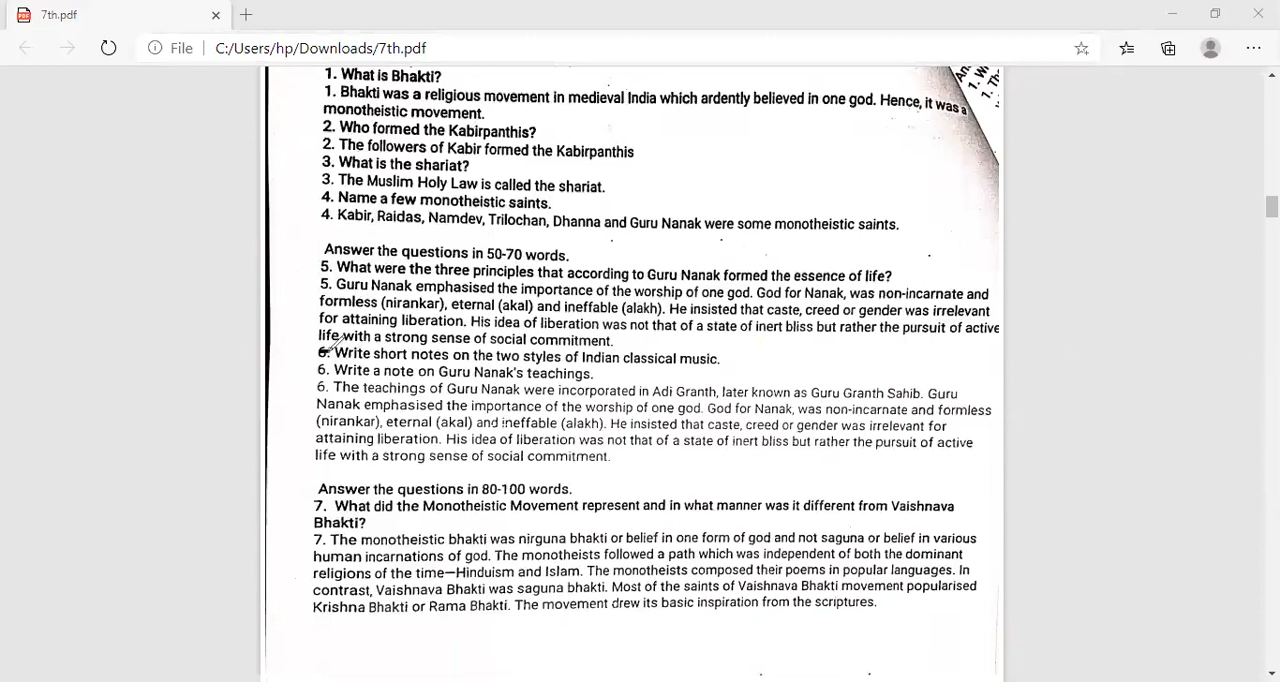 7th.pdf
File
C:/Users/hp/Downloads/7th.pdf
1. What is Bhakti?
1. Bhakti was a religious movement in medieval India which ardently believed in one god. Hence, it was a
monotheistic movement.
2. Who formed the Kabirpanthis?
2. The followers of Kabir formed the Kabirpanthis
3. What is the shariat?
3. The Muslim Holy Law is called the shariat.
4. Name a few monotheistic saints.
4. Kabir, Raidas, Namdev, Trilochan, Dhanna and Guru Nanak were some monotheistic saints.
Answer the questions in 50-70 words.
5. What were the three principles that according to Guru Nanak formed the essence of life?
5. Guru Nanak emphasised the importance of the worship of one god. God for Nanak, was non-incarnate and
formless (nirankar), eternal (akal) and ineffable (alakh). He insisted that caste, creed or gender was irrelevant
for attaining liberation. His idea of liberation was not that of a state of inert bliss but rather the pursuit of active
life with a strong sense of social commitment.
6. Write short notes on the two styles of Indian classical music.
6. Write a note on Guru Nanak's teachings.
6. The teachings of Guru Nanak were incorporated in Adi Granth, later known as Guru Granth Sahib. Guru
Nanak emphasised the importance of the worship of one god. God for Nanak, was non-incarnate and formless
(nirankar), eternal (akal) and ineffable (alakh). He insisted that caste, creed or gender was irrelevant for
attaining liberation. His idea of liberation was not that of a state of inert bliss but rather the pursuit of active
life with a strong sense of social commitment.
Answer the questions in 80-100 words.
7. What did the Monotheistic Movement represent and in what manner was it different from Vaishnava
Bhakti?
7. The monotheistic bhakti was nirguna bhakti or belief in one form of god and not saguna or belief in various
human incarnations of god. The monotheists followed a path which was independent of both the dominant
religions of the time—Hinduism and Islam. The monotheists composed their poems in popular languages. In
contrast, Vaishnava Bhakti was saguna bhakti. Most of the saints of Vaishnava Bhakti movement popularised
Krishna Bhakti or Rama Bhakti. The movement drew its basic inspiration from the scriptures.